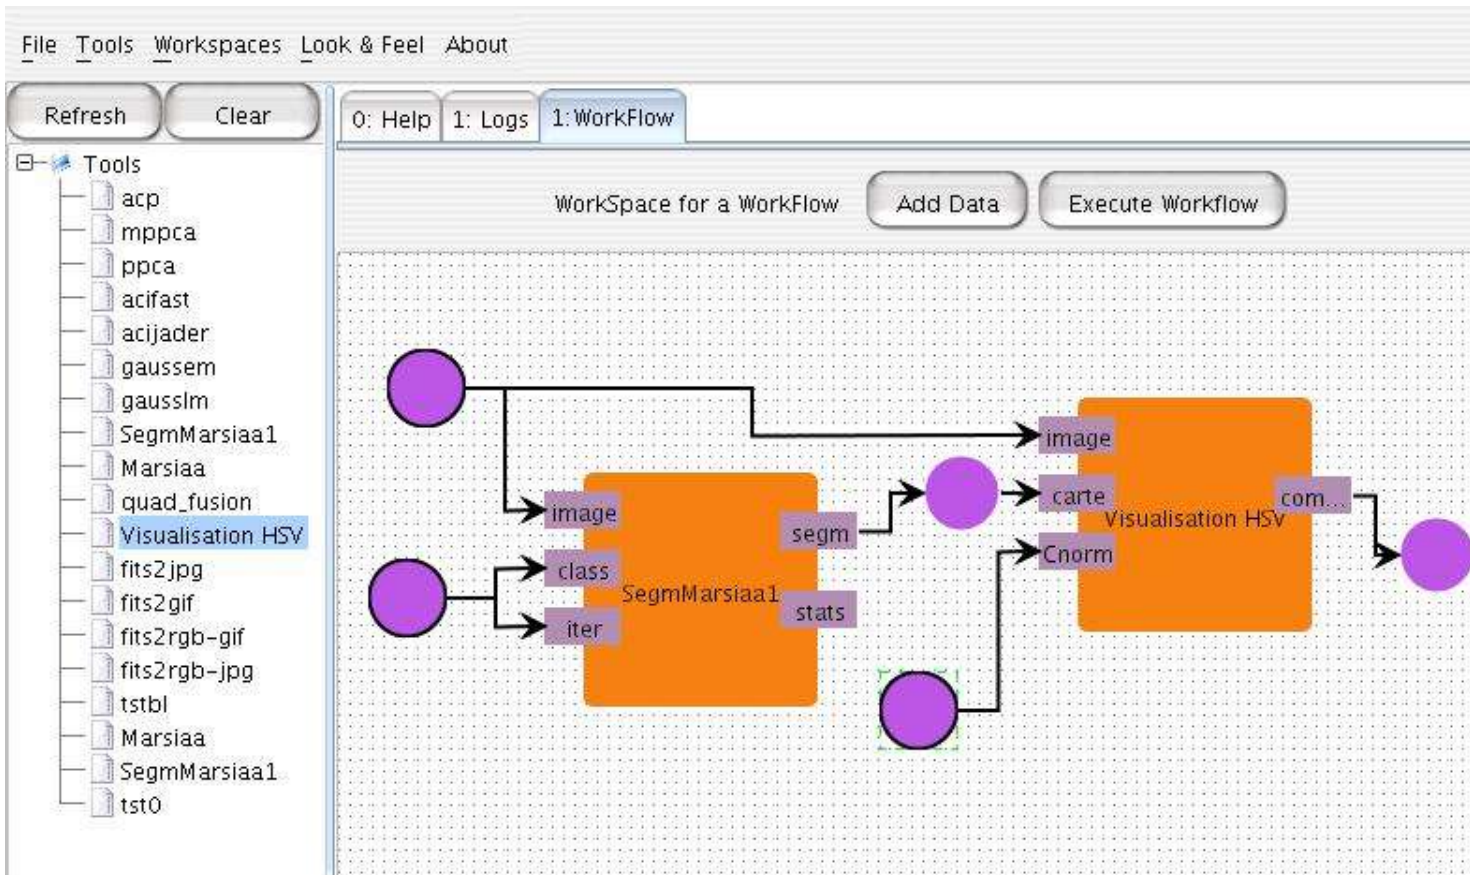 File Tools Workspaces Look & Feel About
Refresh Clear
0: Help 1: Logs 1:WorkFlow
Tools
acp
mppca
ppca
acifast
acijader
gaussem
gausslm
SegmMarsiaa1
Marsiaa
quad_fusion
Visualisation HSV
fits2jpg
fits2gif
fits2rgb-gif
fits2rgb-jpg
tstbl
Marsiaa
SegmMarsiaa1
tst0
WorkSpace for a WorkFlow Add Data Execute Workflow
image
class
iter
SegmMarsiaa1
segm
stats
image
carte
Cnorm
Visualisation HSV
com...